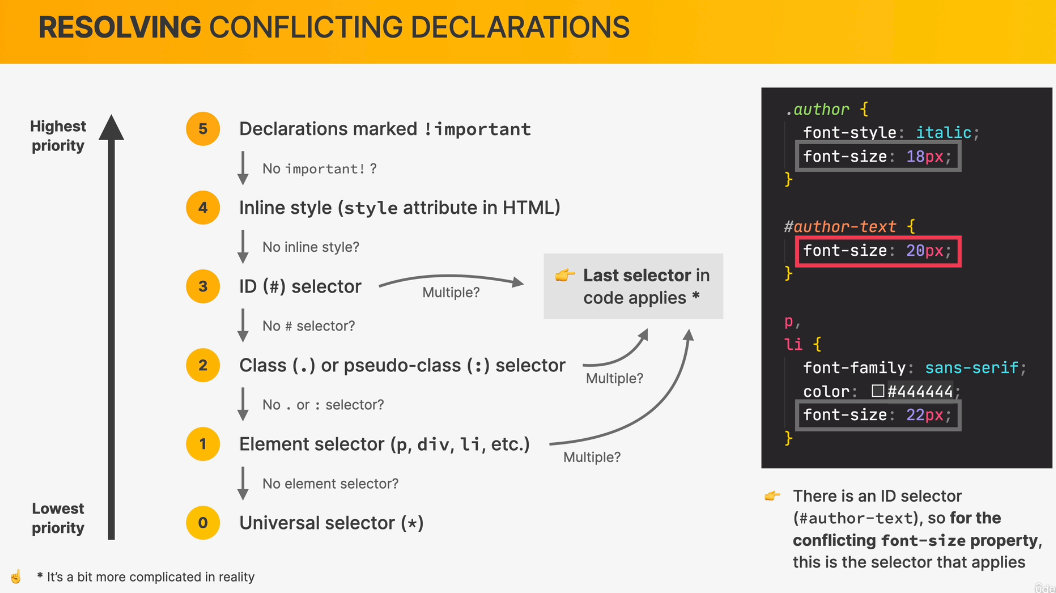 RESOLVING CONFLICTING DECLARATIONS
Highest
priority
Lowest
priority
5 Declarations marked !important
No important! ?
4 Inline style (style attribute in HTML)
No inline style?
3 ID (#) selector
Multiple?
No # selector?
2 Class (.) or pseudo-class (:) selector
Multiple?
No . or : selector?
1 Element selector (p, div, li, etc.)
Multiple?
No element selector?
0 Universal selector (*)
👉 Last selector in
code applies *
☝️ * It's a bit more complicated in reality
.author {
font-style: italic;
font-size: 18px;
}
#author-text {
font-size: 20px;
}
p,
li {
font-family: sans-serif;
color: #444444;
font-size: 22px;
}
👉 There is an ID selector
(#author-text), so for the
conflicting font-size property,
this is the selector that applies